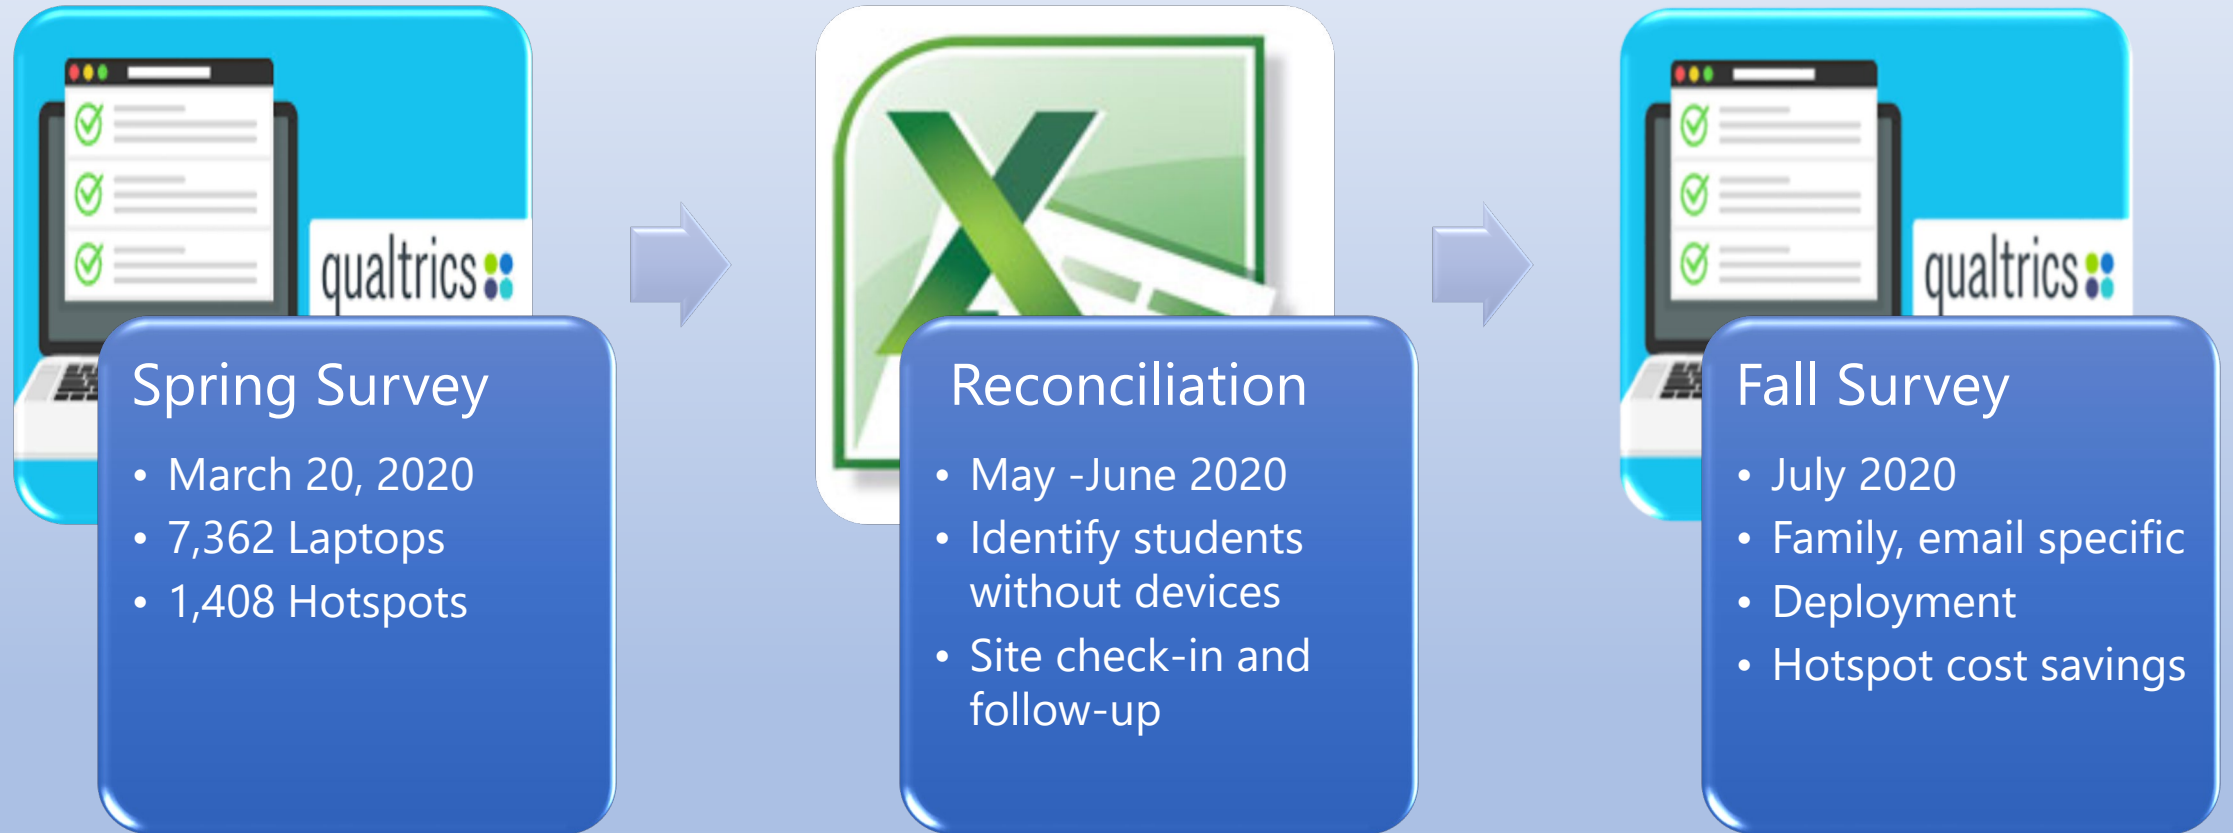 qualtrics
Spring Survey
• March 20, 2020
• 7,362 Laptops
• 1,408 Hotspots
Reconciliation
• May -June 2020
• Identify students
without devices
• Site check-in and
follow-up
qualtrics
Fall Survey
• July 2020
• Family, email specific
• Deployment
• Hotspot cost savings